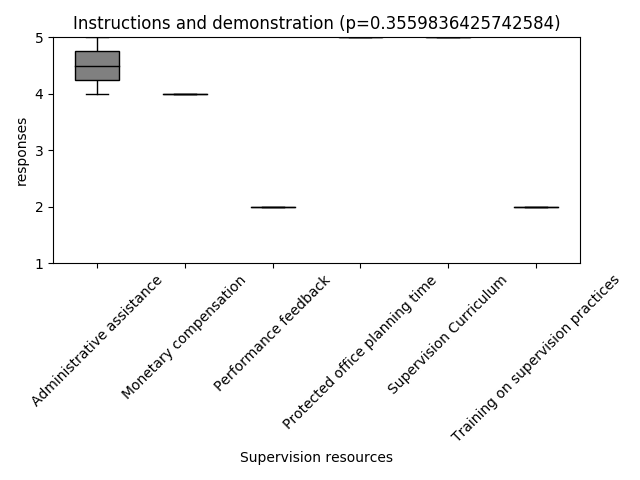 Instructions and demonstration (p=0.3559836425742584)
5
4
3
2
1
responses
Administrative assistance
Monetary compensation
Performance feedback
Protected office planning time
Supervision Curriculum
Training on supervision practices
Supervision resources